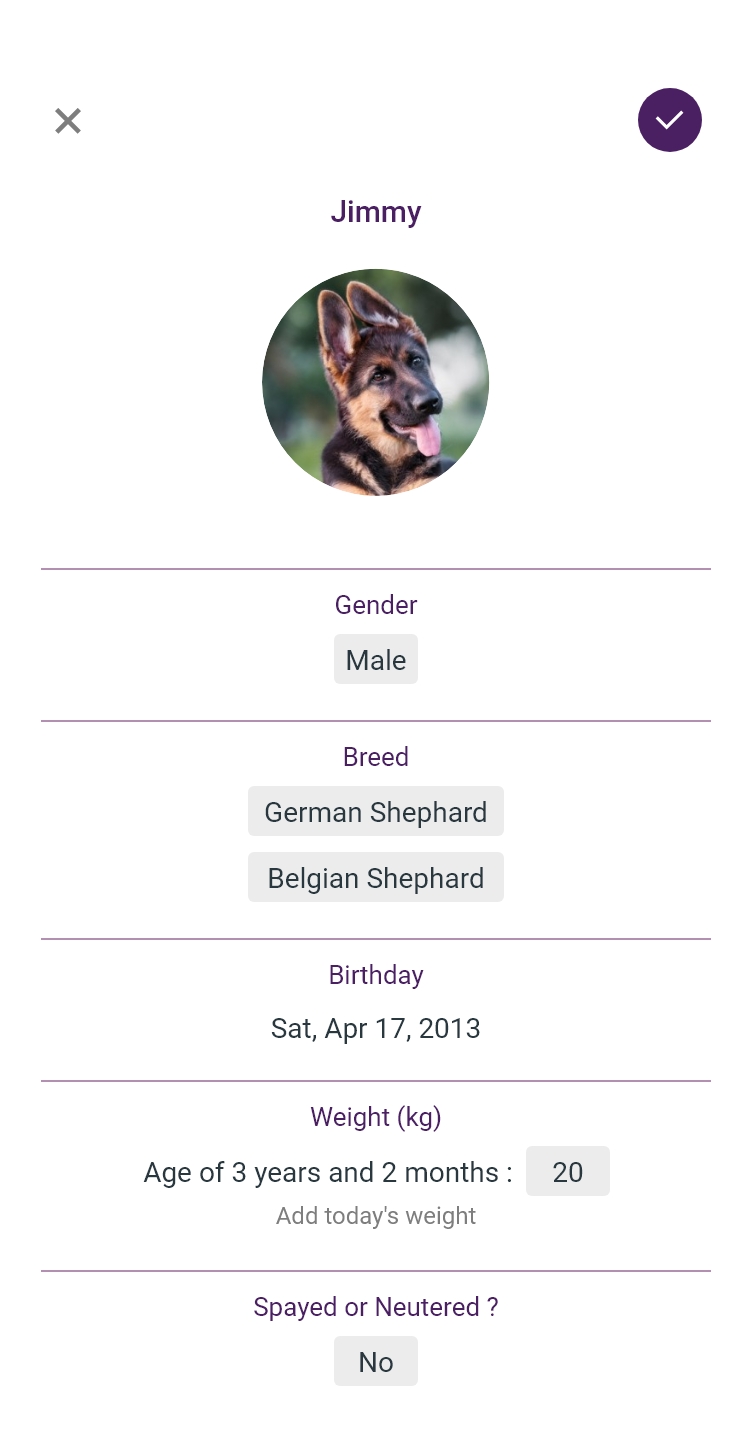 Jimmy
Gender
Male
Breed
German Shephard
Belgian Shephard
Birthday
Sat, Apr 17, 2013
Weight (kg)
Age of 3 years and 2 months : 20
Add today's weight
Spayed or Neutered ?
No